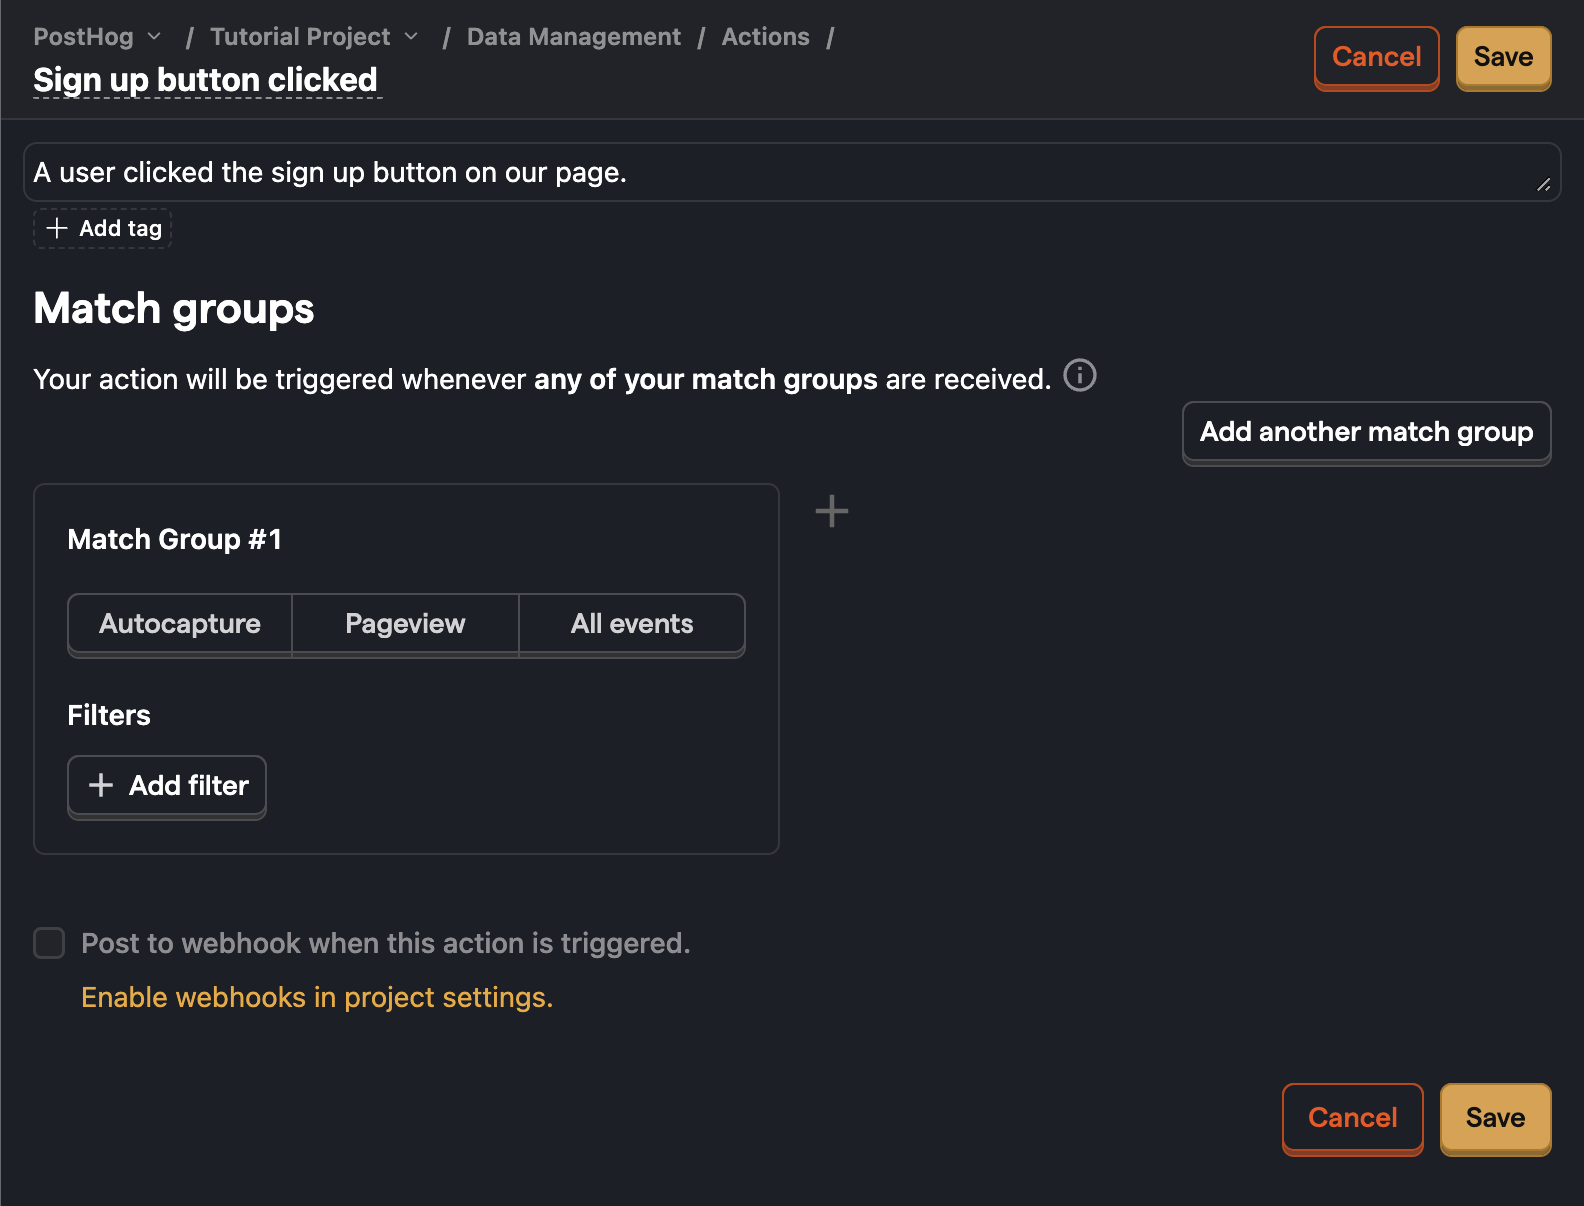 PostHog / Tutorial Project / Data Management / Actions /
Sign up button clicked
Cancel
Save
A user clicked the sign up button on our page.
+ Add tag
Match groups
Your action will be triggered whenever any of your match groups are received.
Add another match group
Match Group #1
Autocapture
Pageview
All events
Filters
+ Add filter
Post to webhook when this action is triggered.
Enable webhooks in project settings.
Cancel
Save